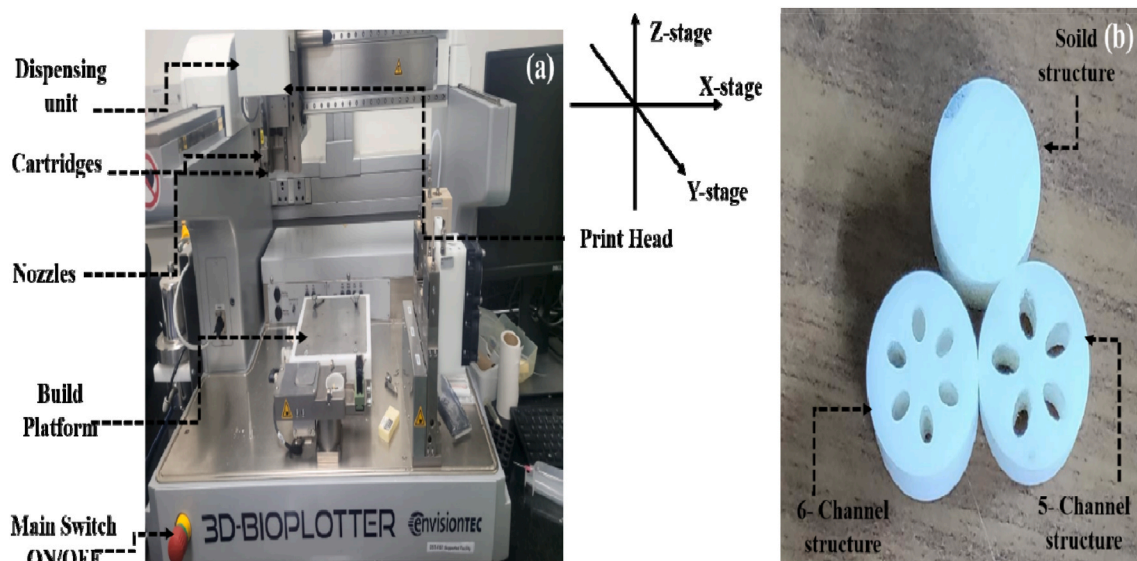 Dispensing
unit
Cartridges
Nozzles
Build
Platform
Main Switch
ON/OFF
(a)
Z-stage
X-stage
Y-stage
Print Head
3D-BIOPLOTTER envisiontec
(b)
Soild
structure
6- Channel
structure
5- Channel
structure